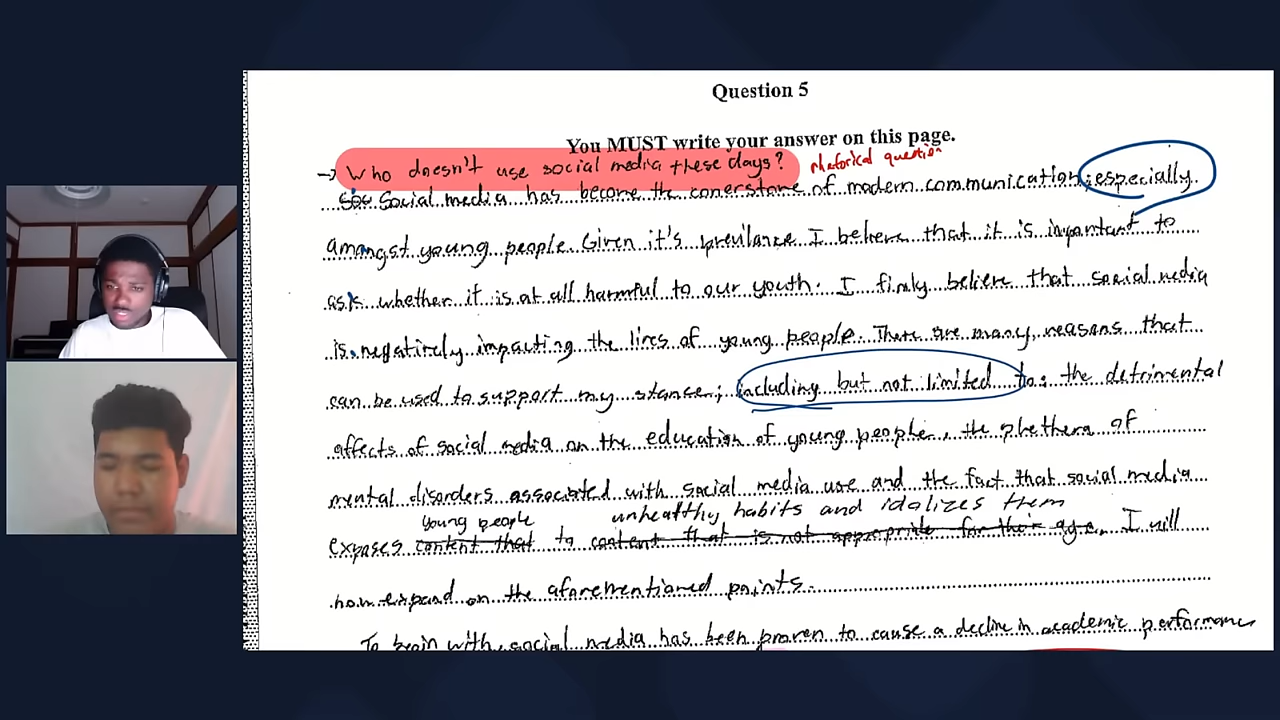 Question 5
You MUST write your answer on this page.
→ Who doesn't use social media these days? rhetorical question
Social media has become the conerstone of modern communication, especially
amongst young people. Given it's previlance I believe that it is important to
ask whether it is at all harmful to our youth. I firmly believe that social media
is negatively impacting the lives of young people. There are many reasons that
can be used to support my stance; including but not limited to: the detrimental
affects of social media on the education of young people, the plethera of
mental disorders associated with social media use and the fact that social media
young people unhealthy habits and idolizes them
exposes content that to content that is not appropriate for their age. I will
now expand on the aforementioned points.
To begin with, social media has been proven to cause a decline in academic performance